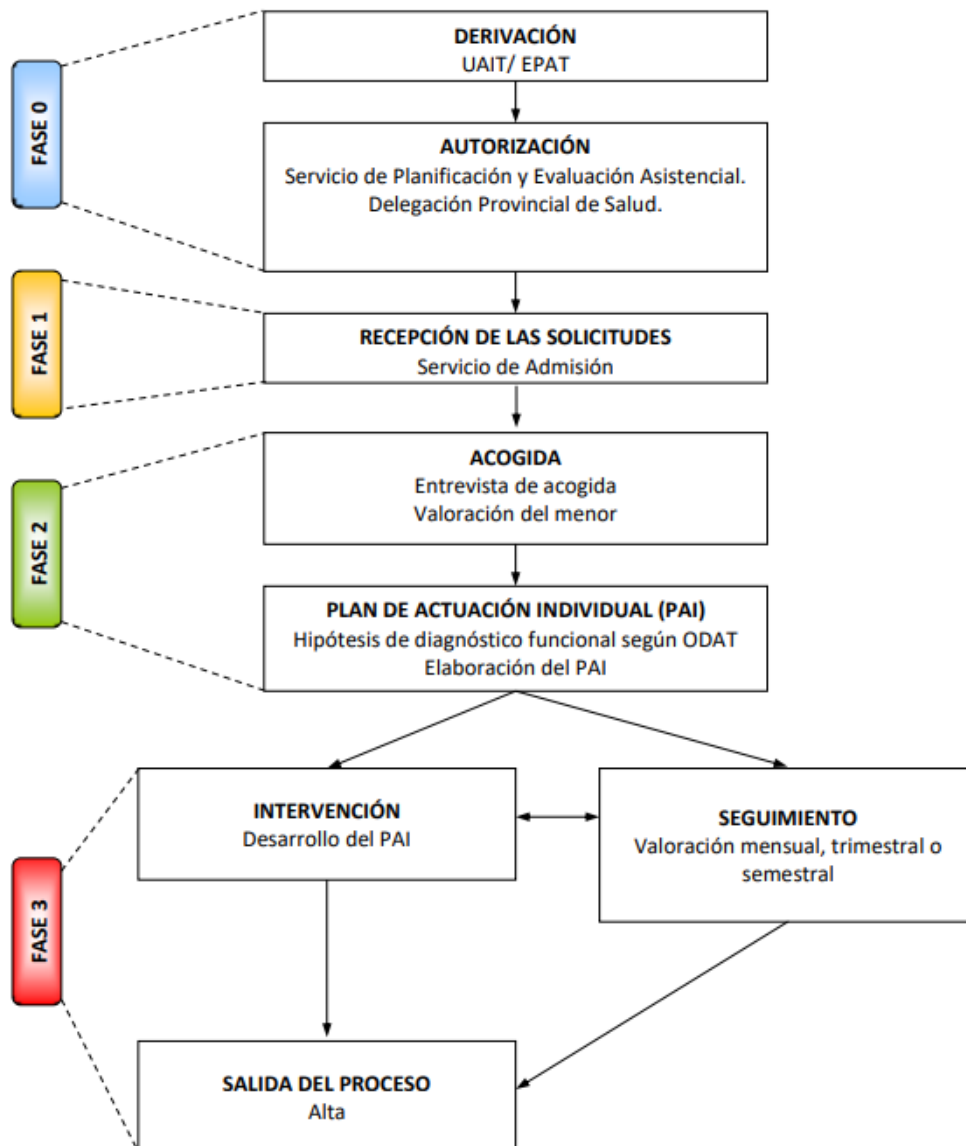 FASE 0
DERIVACIÓN
UAIT/ EPAT
AUTORIZACIÓN
Servicio de Planificación y Evaluación Asistencial.
Delegación Provincial de Salud.
FASE 1
RECEPCIÓN DE LAS SOLICITUDES
Servicio de Admisión
FASE 2
ACOGIDA
Entrevista de acogida
Valoración del menor
PLAN DE ACTUACIÓN INDIVIDUAL (PAI)
Hipótesis de diagnóstico funcional según ODAT
Elaboración del PAI
FASE 3
INTERVENCIÓN
Desarrollo del PAI
SEGUIMIENTO
Valoración mensual, trimestral o
semestral
SALIDA DEL PROCESO
Alta